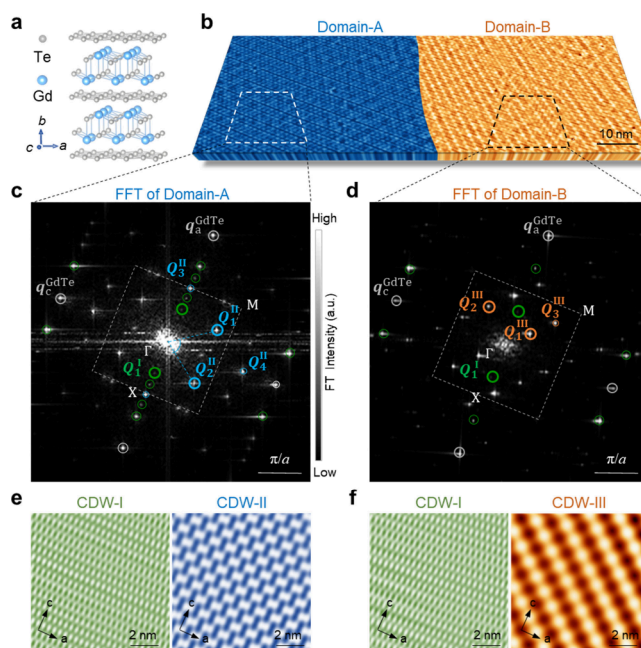 a
Te
Gd
b
c
a
b
Domain-A
Domain-B
10 nm
c
FFT of Domain-A
q_a^GdTe
q_c^GdTe
Q_3^II
M
Q_1^II
Γ
Q_1^I
Q_2^II
Q_4^II
X
π/a
High
FT Intensity (a.u.)
Low
d
FFT of Domain-B
q_a^GdTe
q_c^GdTe
Q_2^III
Q_3^III
M
Q_1^III
Γ
Q_1^I
X
π/a
e
CDW-I
CDW-II
c
a
2 nm
c
a
2 nm
f
CDW-I
CDW-III
c
a
2 nm
c
a
2 nm